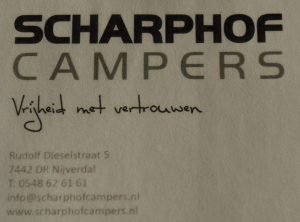 SCHARPHOF
CAMPERS
Vrijheid met vertrouwen
Rudolf Dieselstraat 5
7442 DR Nijverdal
T: 0548 62 61 61
info@scharphofcampers.nl
www.scharphofcampers.nl